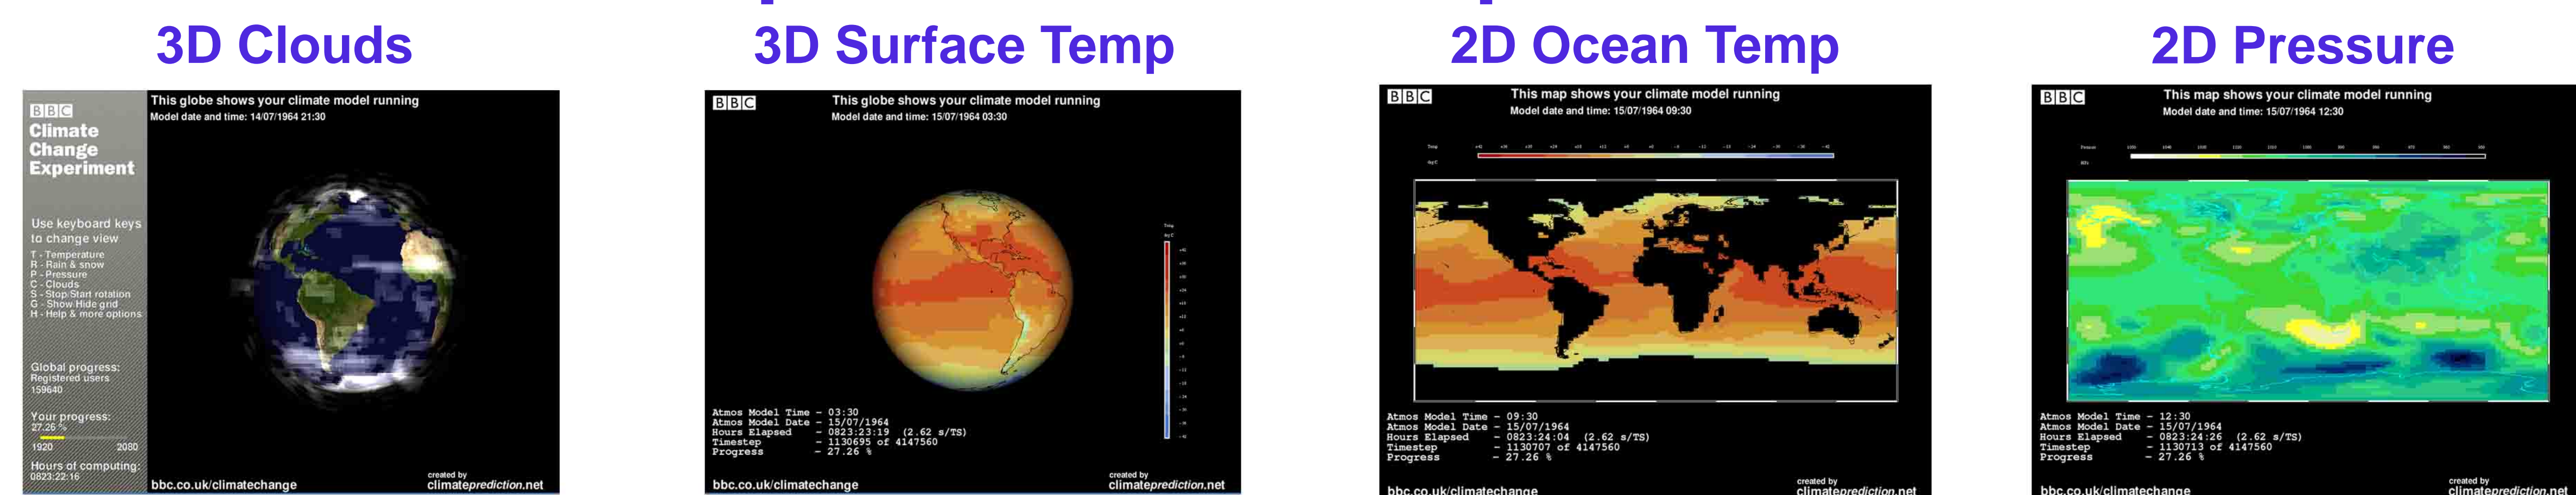 3D Clouds
BBC
Climate
Change
Experiment
This globe shows your climate model running
Model date and time: 14/07/1964 21:30
Use keyboard keys
to change view
T - Temperature
R - Rain & snow
P - Pressure
C - Clouds
S - Stop/Start rotation
G - Show/Hide grid
H - Help & more options
Global progress:
Registered users
159640
Your progress:
27.26 %
1920 2080
Hours of computing:
0823:22:16
bbc.co.uk/climatechange
created by
climateprediction.net
3D Surface Temp
BBC
This globe shows your climate model running
Model date and time: 15/07/1964 03:30
Atmos Model Time - 03:30
Atmos Model Date - 15/07/1964
Hours Elapsed - 0823:23:19 (2.62 s/TS)
Timestep - 1130695 of 4147560
Progress - 27.26 %
bbc.co.uk/climatechange
created by
climateprediction.net
2D Ocean Temp
BBC
This map shows your climate model running
Model date and time: 15/07/1964 09:30
Atmos Model Time - 09:30
Atmos Model Date - 15/07/1964
Hours Elapsed - 0823:24:04 (2.62 s/TS)
Timestep - 1130707 of 4147560
Progress - 27.26 %
bbc.co.uk/climatechange
created by
climateprediction.net
2D Pressure
BBC
This map shows your climate model running
Model date and time: 15/07/1964 12:30
Atmos Model Time - 12:30
Atmos Model Date - 15/07/1964
Hours Elapsed - 0823:24:26 (2.62 s/TS)
Timestep - 1130713 of 4147560
Progress - 27.26 %
bbc.co.uk/climatechange
created by
climateprediction.net